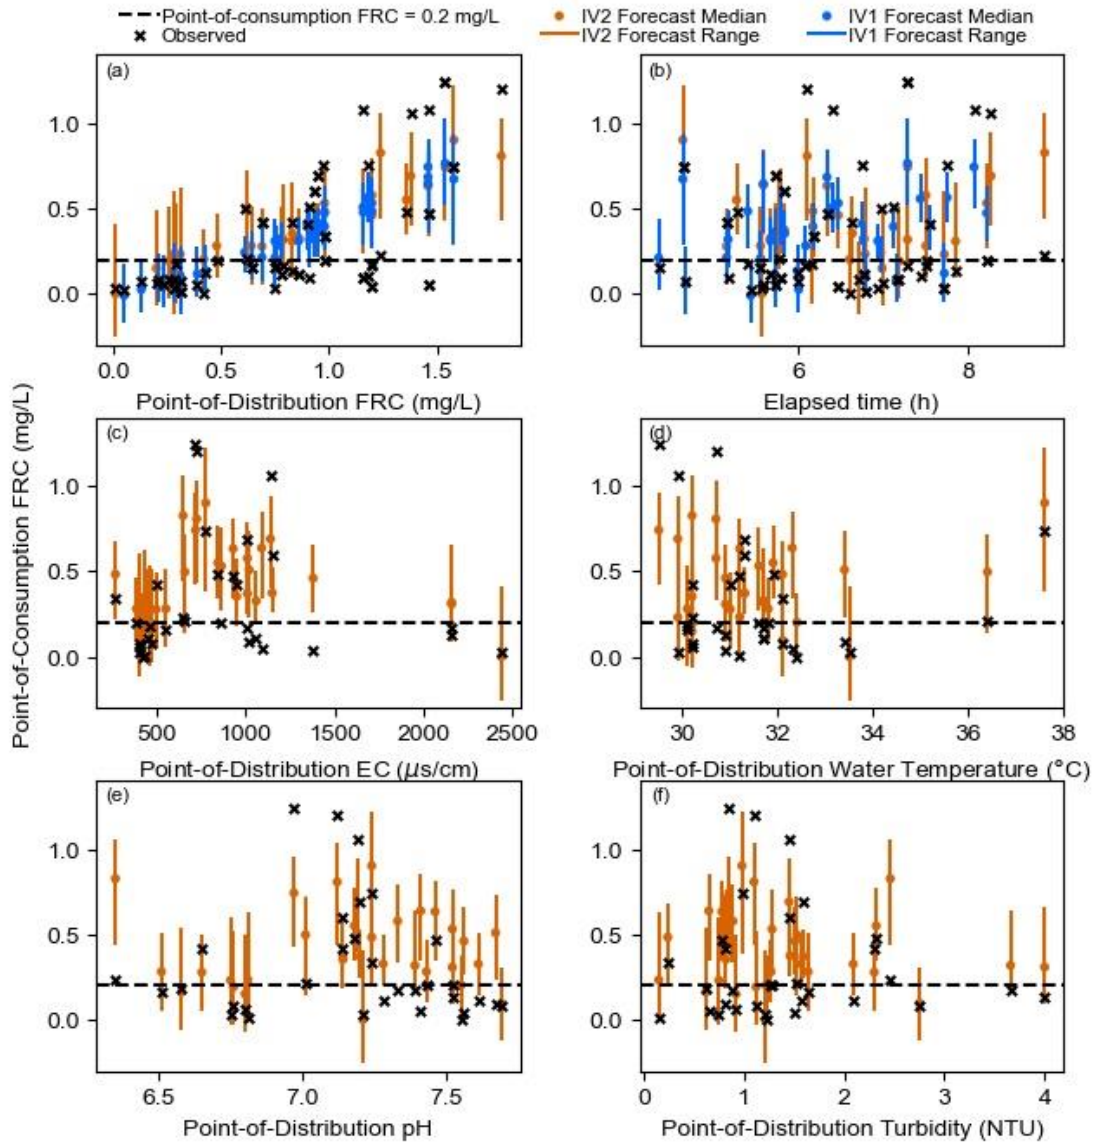 Point-of-consumption FRC = 0.2 mg/L
Observed
IV2 Forecast Median
IV2 Forecast Range
IV1 Forecast Median
IV1 Forecast Range
Point-of-Consumption FRC (mg/L)
(a)
1.0
0.5
0.0
0.0 0.5 1.0 1.5
Point-of-Distribution FRC (mg/L)
(b)
1.0
0.5
0.0
6 8
Elapsed time (h)
(c)
1.0
0.5
0.0
500 1000 1500 2000 2500
Point-of-Distribution EC (μs/cm)
(d)
1.0
0.5
0.0
30 32 34 36 38
Point-of-Distribution Water Temperature (°C)
(e)
1.0
0.5
0.0
6.5 7.0 7.5
Point-of-Distribution pH
(f)
1.0
0.5
0.0
0 1 2 3 4
Point-of-Distribution Turbidity (NTU)